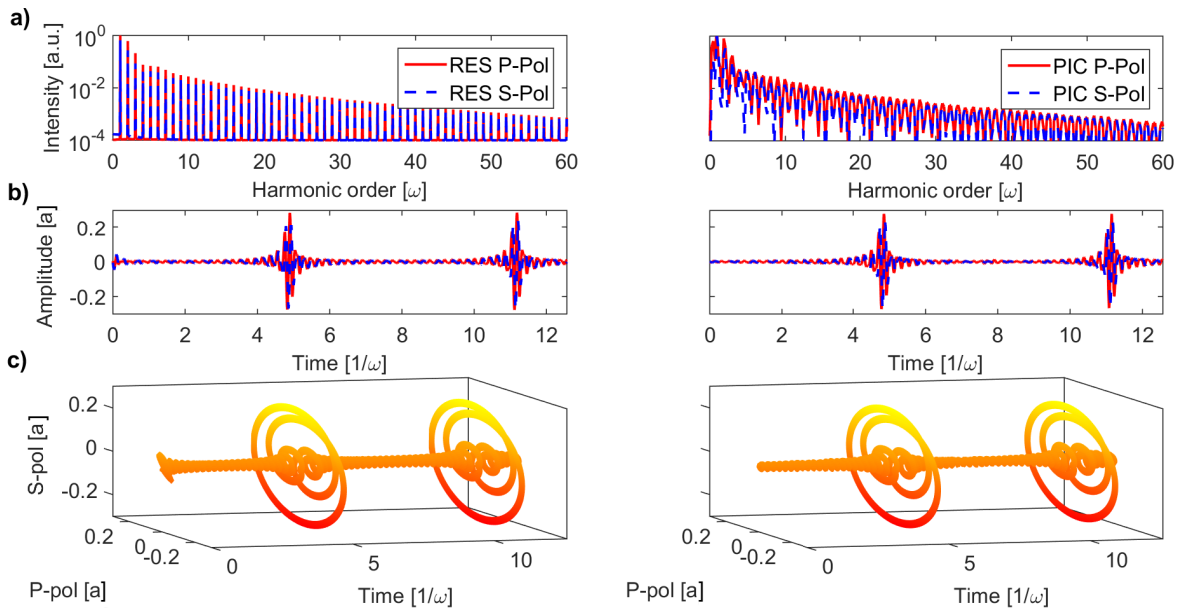 a)
Intensity [a.u.]
10^0
10^-2
10^-4
RES P-Pol
RES S-Pol
0 10 20 30 40 50 60
Harmonic order [ω]
PIC P-Pol
PIC S-Pol
0 10 20 30 40 50 60
Harmonic order [ω]
b)
Amplitude [a]
0.2
0
-0.2
0 2 4 6 8 10 12
Time [1/ω]
0 2 4 6 8 10 12
Time [1/ω]
c)
S-pol [a]
0.2
0
-0.2
0.2
0
-0.2
P-pol [a]
0 5 10
Time [1/ω]
0.2
0
-0.2
P-pol [a]
0 5 10
Time [1/ω]